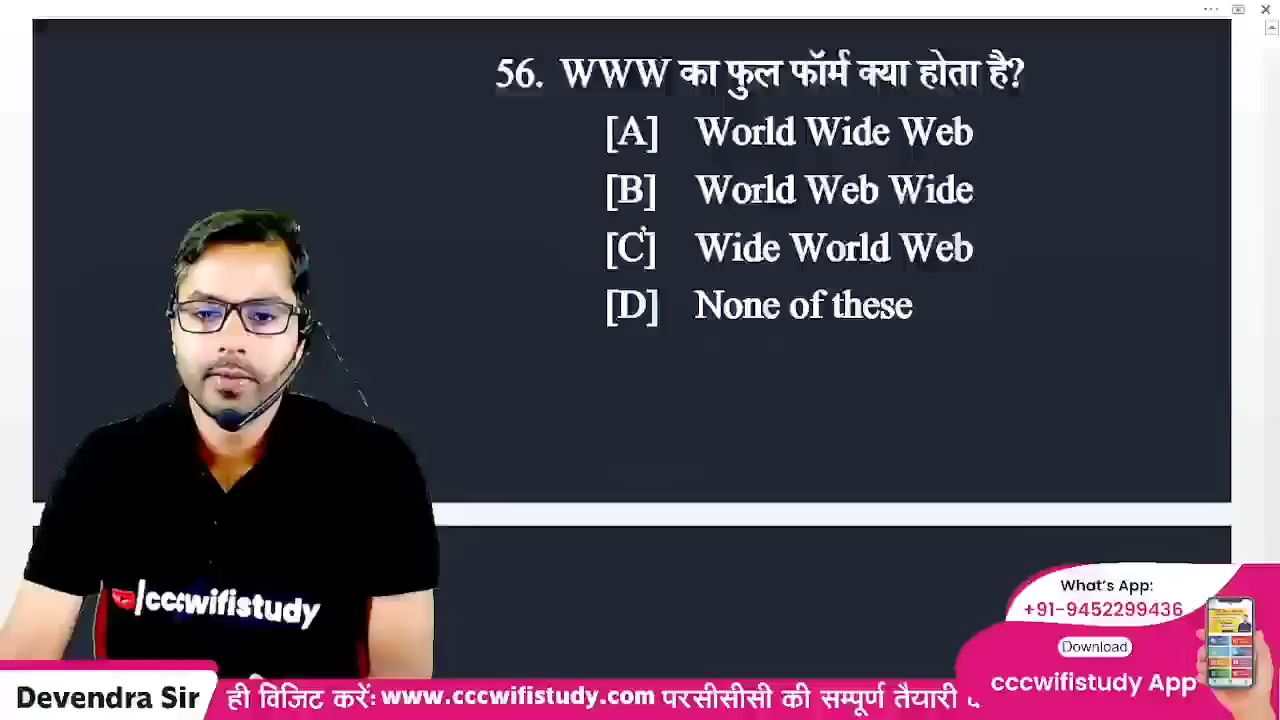 56. WWW का फुल फॉर्म क्या होता है?
[A] World Wide Web
[B] World Web Wide
[C] Wide World Web
[D] None of these
cccwifistudy
What's App:
+91-9452299436
Download
cccwifistudy App
Devendra Sir
ही विजिट करें: www.cccwifistudy.com पर सीसीसी की सम्पूर्ण तैयारी